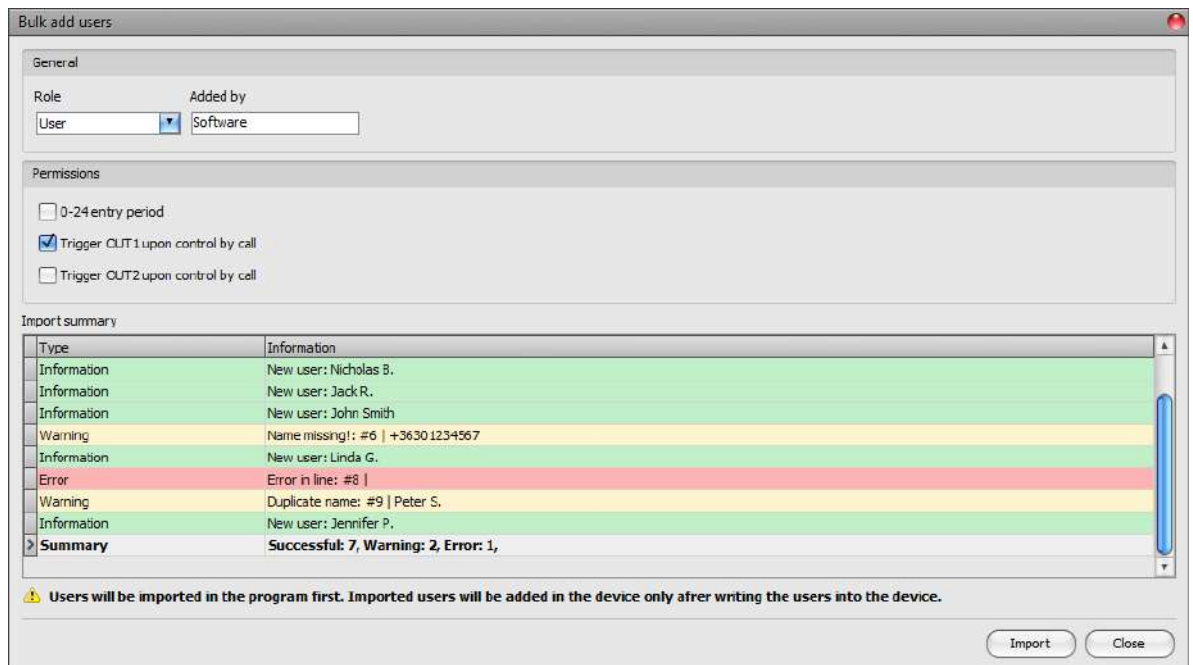 Bulk add users
General
Role Added by
User Software
Permissions
0-24 entry period
Trigger OUT1 upon control by call
Trigger OUT2 upon control by call
Import summary
Type Information
Information New user: Nicholas B.
Information New user: Jack R.
Information New user: John Smith
Warning Name missing!: #6 | +36301234567
Information New user: Linda G.
Error Error in line: #8 |
Warning Duplicate name: #9 | Peter S.
Information New user: Jennifer P.
Summary Successful: 7, Warning: 2, Error: 1,
Users will be imported in the program first. Imported users will be added in the device only afrer writing the users into the device.
Import Close